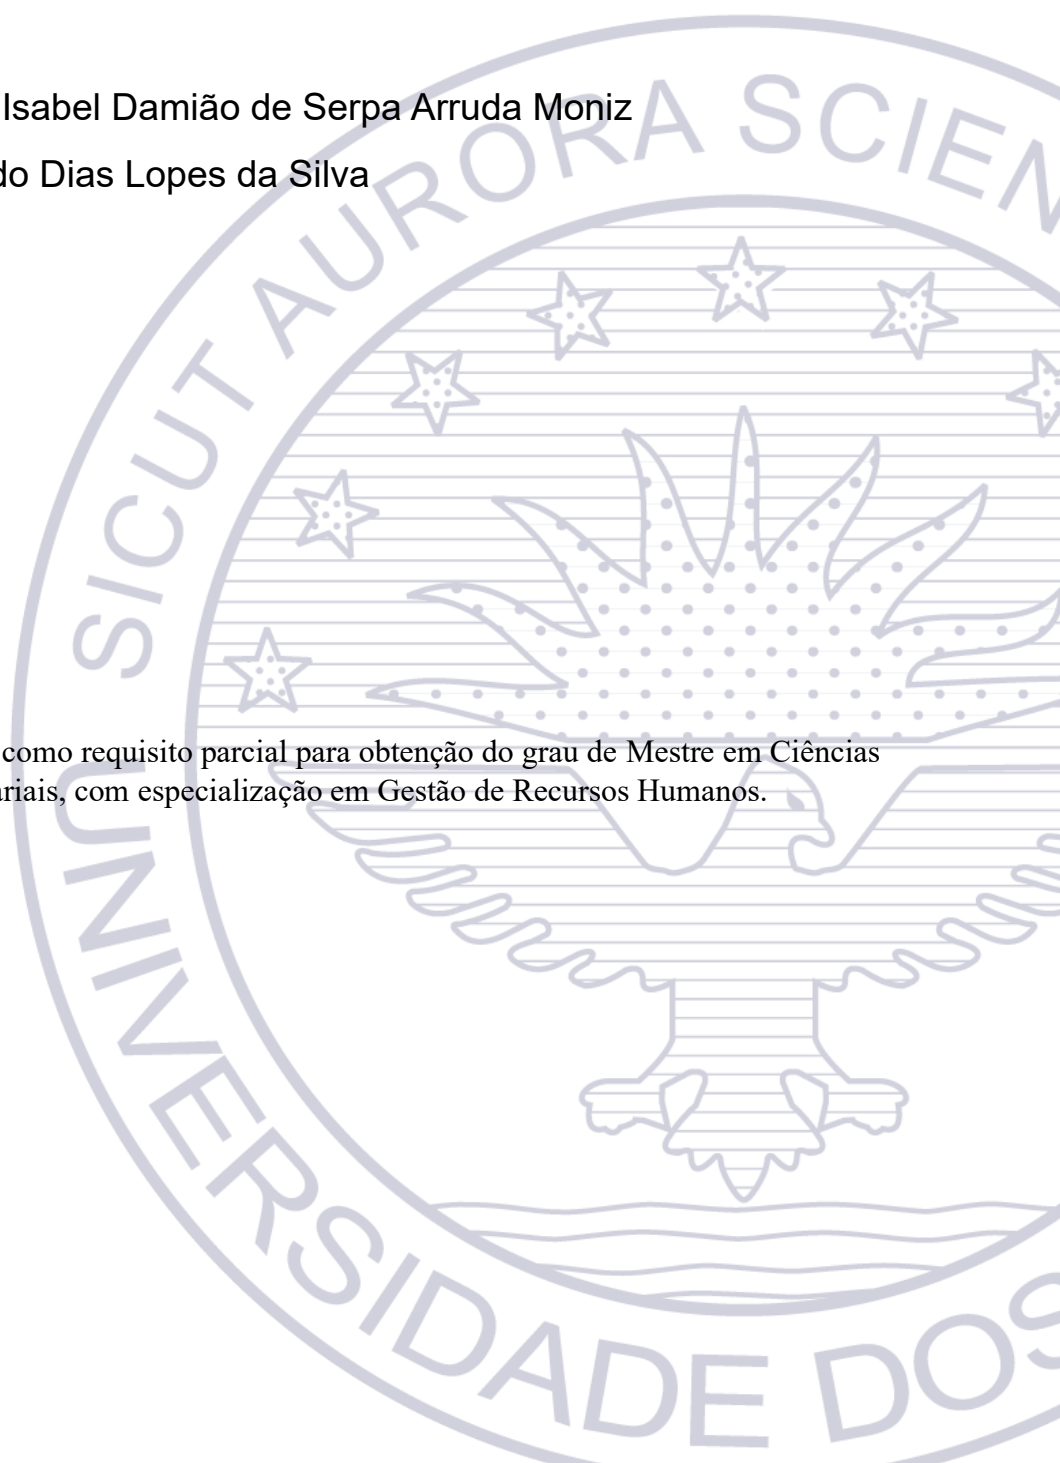 Isabel Damião de Serpa Arruda Moniz
do Dias Lopes da Silva
como requisito parcial para obtenção do grau de Mestre em Ciências
ariais, com especialização em Gestão de Recursos Humanos.
SICUT AURORA SCIEN
UNIVERSIDADE DOS